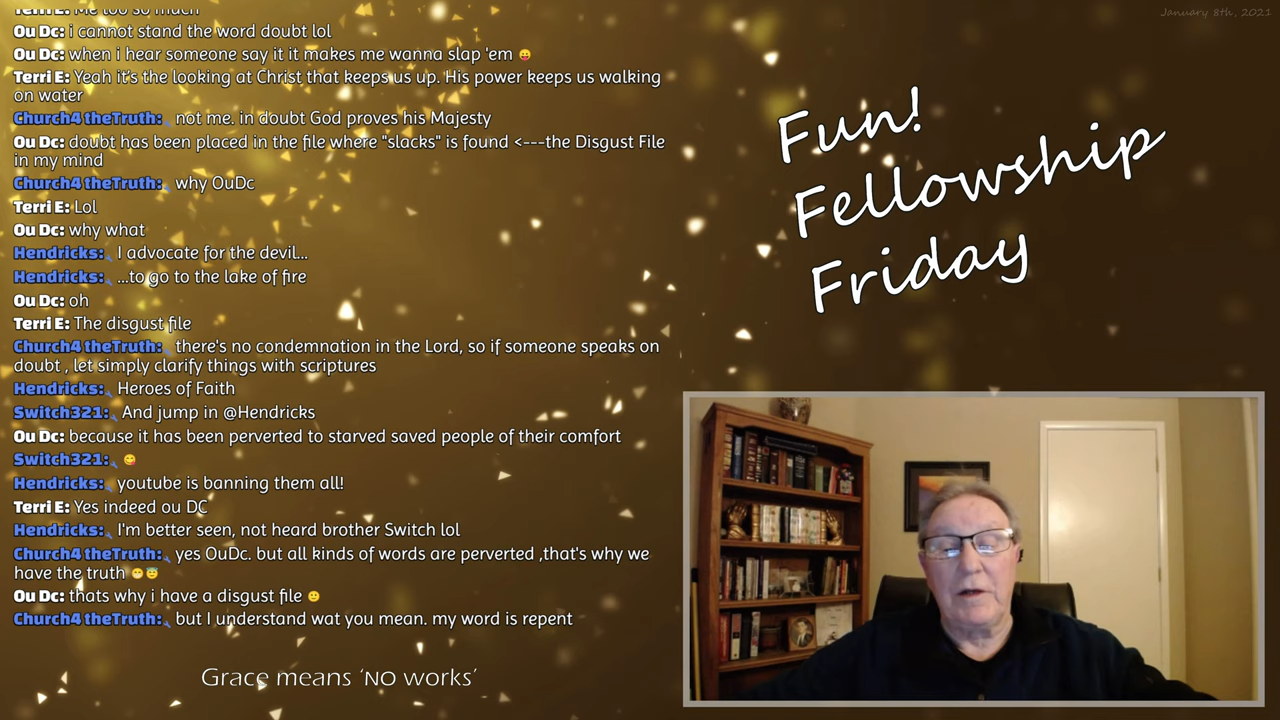 Terri E: Me too so much
Ou Dc: i cannot stand the word doubt lol
Ou Dc: when i hear someone say it it makes me wanna slap 'em 😛
Terri E: Yeah it's the looking at Christ that keeps us up. His power keeps us walking
on water
Church4 theTruth: not me. in doubt God proves his Majesty
Ou Dc: doubt has been placed in the file where "slacks" is found <---the Disgust File
in my mind
Church4 theTruth: why OuDc
Terri E: Lol
Ou Dc: why what
Hendricks: I advocate for the devil...
Hendricks: ...to go to the lake of fire
Ou Dc: oh
Terri E: The disgust file
Church4 theTruth: there's no condemnation in the Lord, so if someone speaks on
doubt , let simply clarify things with scriptures
Hendricks: Heroes of Faith
Switch321: And jump in @Hendricks
Ou Dc: because it has been perverted to starved saved people of their comfort
Switch321: 😋
Hendricks: youtube is banning them all!
Terri E: Yes indeed ou DC
Hendricks: I'm better seen, not heard brother Switch lol
Church4 theTruth: yes OuDc. but all kinds of words are perverted ,that's why we
have the truth 😁😇
Ou Dc: thats why i have a disgust file 🙂
Church4 theTruth: but I understand wat you mean. my word is repent
Grace means 'NO works'
January 8th, 2021
Fun!
Fellowship
Friday